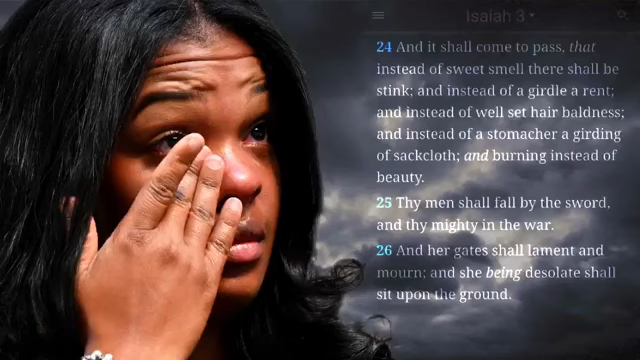 Isaiah 3
24 And it shall come to pass, that
instead of sweet smell there shall be
stink; and instead of a girdle a rent;
and instead of well set hair baldness;
and instead of a stomacher a girding
of sackcloth; and burning instead of
beauty.
25 Thy men shall fall by the sword,
and thy mighty in the war.
26 And her gates shall lament and
mourn; and she being desolate shall
sit upon the ground.